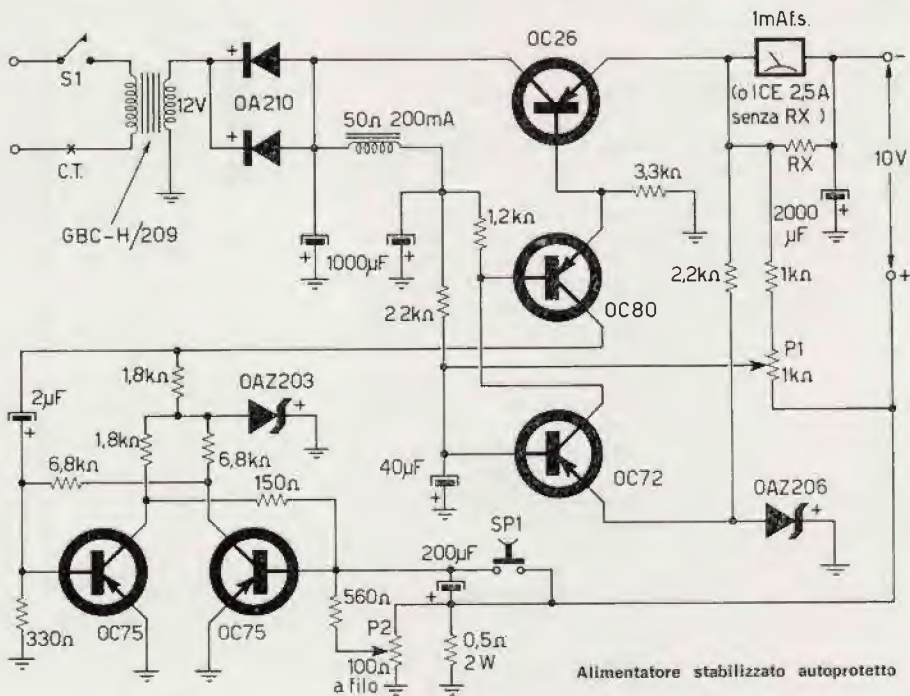 1mAf.s.
OC26
S1
12V
OA210
(o ICE 2,5A
senza RX)
50Ω 200mA
3,3kΩ
RX
10V
C.T.
GBC-H/209
1000µF
1,2kΩ
2000
µF
2,2kΩ
1kΩ
OC80
2.2kΩ
P1
1kΩ
1,8kΩ
OAZ203
2µF
1,8kΩ
6,8kΩ
6,8kΩ
150Ω
40µF
OC72
OAZ206
SP1
200µF
330Ω
OC75
OC75
560Ω
P2
100Ω
a filo
0,5Ω
2W
Alimentatore stabilizzato autoprotetto